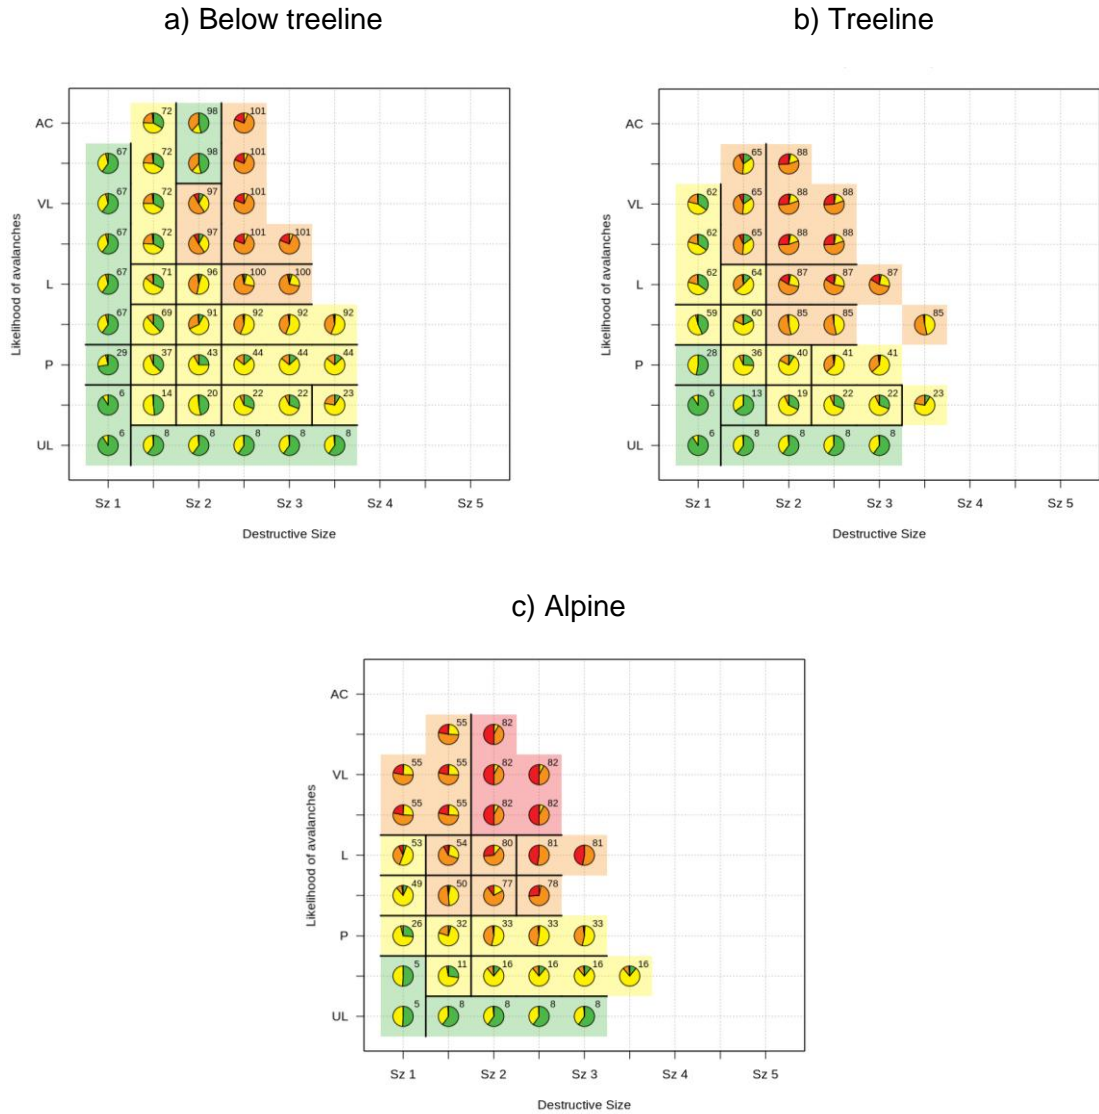 a) Below treeline
b) Treeline
AC
72 98 101
67 72 98 101
VL
67 72 97 101
67 72 97 101 101
L
67 71 96 100 100
67 69 91 92 92 92
P
29 37 43 44 44 44
6 14 20 22 22 23
UL
6 8 8 8 8 8
Sz 1 Sz 2 Sz 3 Sz 4 Sz 5
Destructive Size
Likelihood of avalanches
AC
65 88
VL
62 65 88 88
62 65 88 88
L
62 64 87 87 87
59 60 85 85 85
P
28 36 40 41 41
6 13 19 22 22 23
UL
6 8 8 8 8
Sz 1 Sz 2 Sz 3 Sz 4 Sz 5
Destructive Size
Likelihood of avalanches
c) Alpine
AC
55 82
VL
55 55 82 82
55 55 82 82
L
53 54 80 81 81
49 50 77 78
P
26 32 33 33 33
5 11 16 16 16 16
UL
5 8 8 8 8
Sz 1 Sz 2 Sz 3 Sz 4 Sz 5
Destructive Size
Likelihood of avalanches